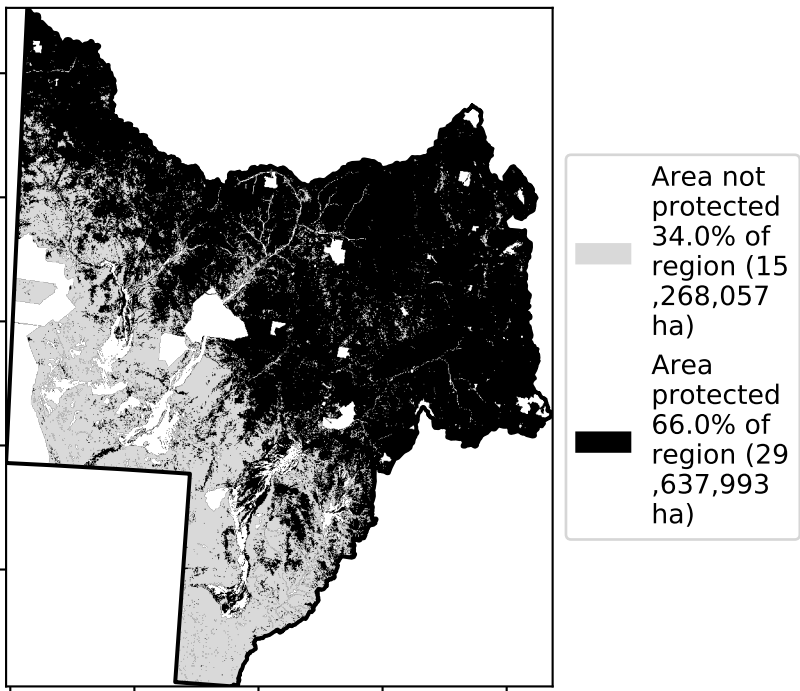 Area not
protected
34.0% of
region (15
,268,057
ha)
Area
protected
66.0% of
region (29
,637,993
ha)